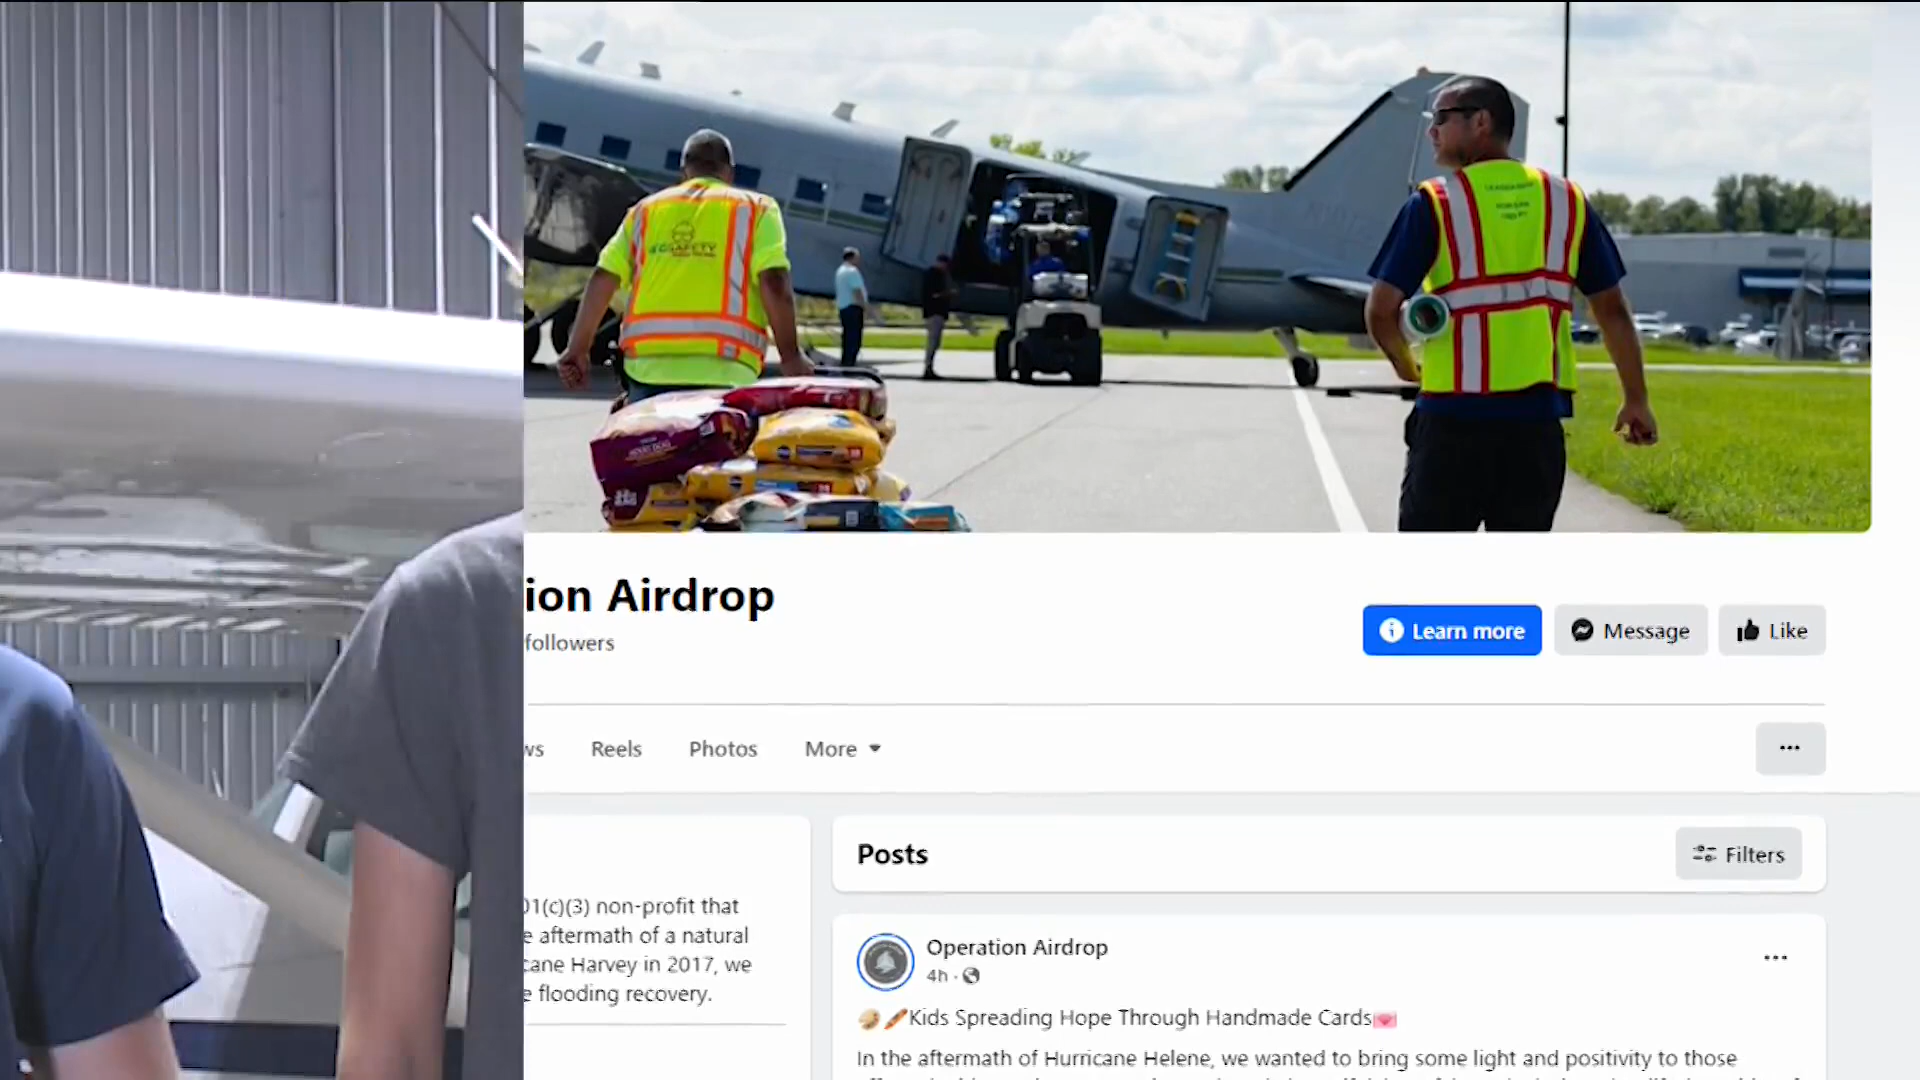 SAFETY
ion Airdrop
followers
Learn more
Message
Like
ws
Reels
Photos
More
Posts
Filters
01(c)(3) non-profit that
e aftermath of a natural
cane Harvey in 2017, we
e flooding recovery.
Operation Airdrop
4h ·
Kids Spreading Hope Through Handmade Cards
In the aftermath of Hurricane Helene, we wanted to bring some light and positivity to those